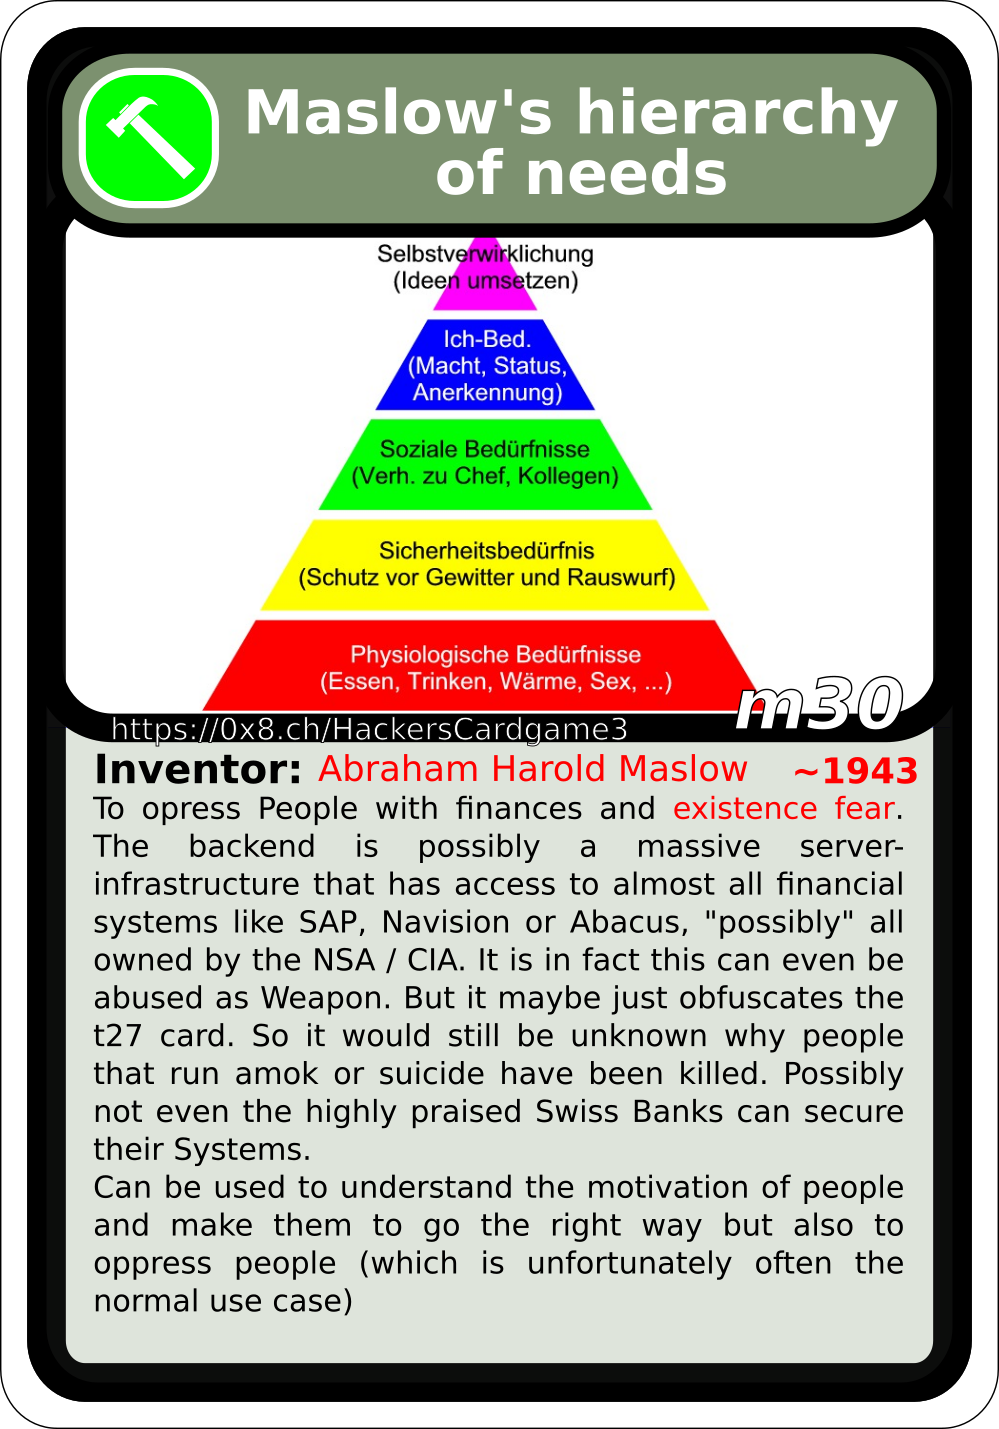 Maslow's hierarchy
of needs
Selbstverwirklichung
(Ideen umsetzen)
Ich-Bed.
(Macht, Status,
Anerkennung)
Soziale Bedürfnisse
(Verh. zu Chef, Kollegen)
Sicherheitsbedürfnis
(Schutz vor Gewitter und Rauswurf)
Physiologische Bedürfnisse
(Essen, Trinken, Wärme, Sex, ...)
m30
https://0x8.ch/HackersCardgame3
Inventor: Abraham Harold Maslow ~1943
To opress People with finances and existence fear.
The backend is possibly a massive server-
infrastructure that has access to almost all financial
systems like SAP, Navision or Abacus, "possibly" all
owned by the NSA / CIA. It is in fact this can even be
abused as Weapon. But it maybe just obfuscates the
t27 card. So it would still be unknown why people
that run amok or suicide have been killed. Possibly
not even the highly praised Swiss Banks can secure
their Systems.
Can be used to understand the motivation of people
and make them to go the right way but also to
oppress people (which is unfortunately often the
normal use case)